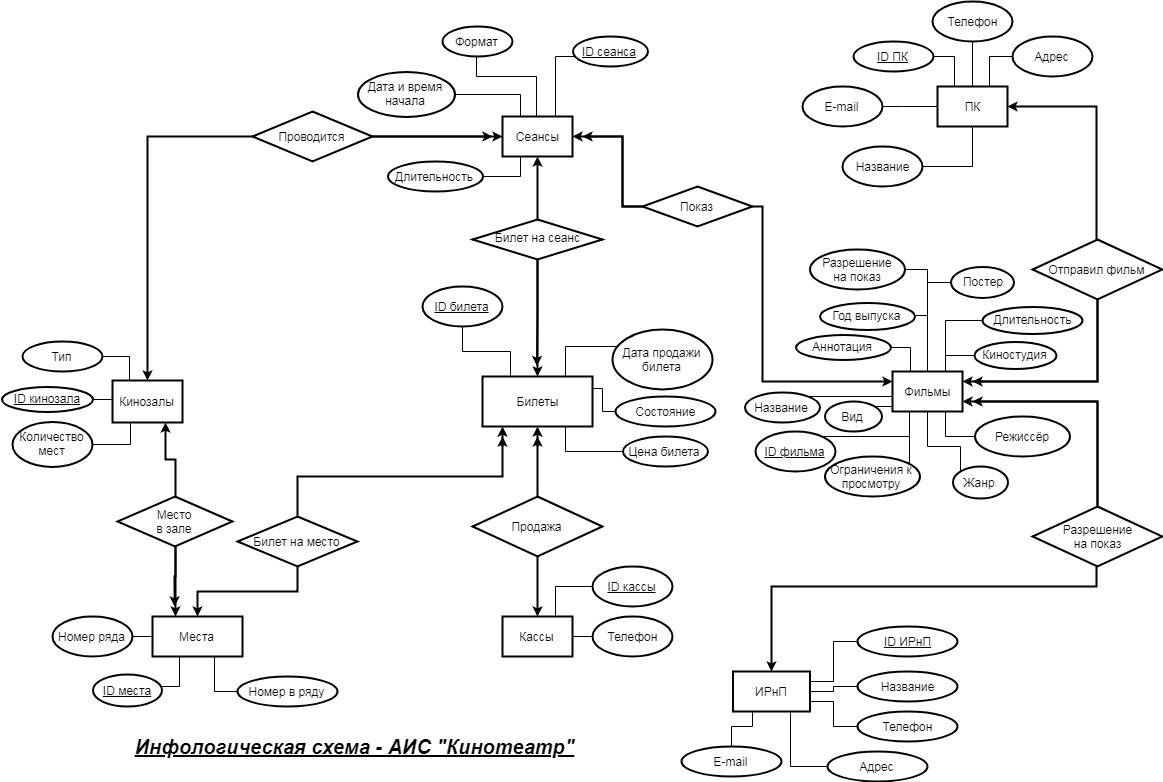 Телефон
Формат
ID сеанса
ID ПК
Адрес
Дата и время
начала
E-mail
ПК
Проводится
Сеансы
Название
Длительность
Показ
Билет на сеанс
Разрешение
на показ
Постер
Отправил фильм
ID билета
Год выпуска
Длительность
Аннотация
Киностудия
Тип
Дата продажи
билета
ID кинозала
Кинозалы
Билеты
Фильмы
Название
Вид
Состояние
Количество
мест
Режиссёр
Цена билета
ID фильма
Ограничения к
просмотру
Жанр
Место
в зале
Билет на место
Продажа
Разрешение
на показ
ID кассы
Номер ряда
Места
Кассы
Телефон
ID ИРнП
ID места
Номер в ряду
ИРнП
Название
Телефон
E-mail
Адрес
Инфологическая схема - АИС "Кинотеатр"